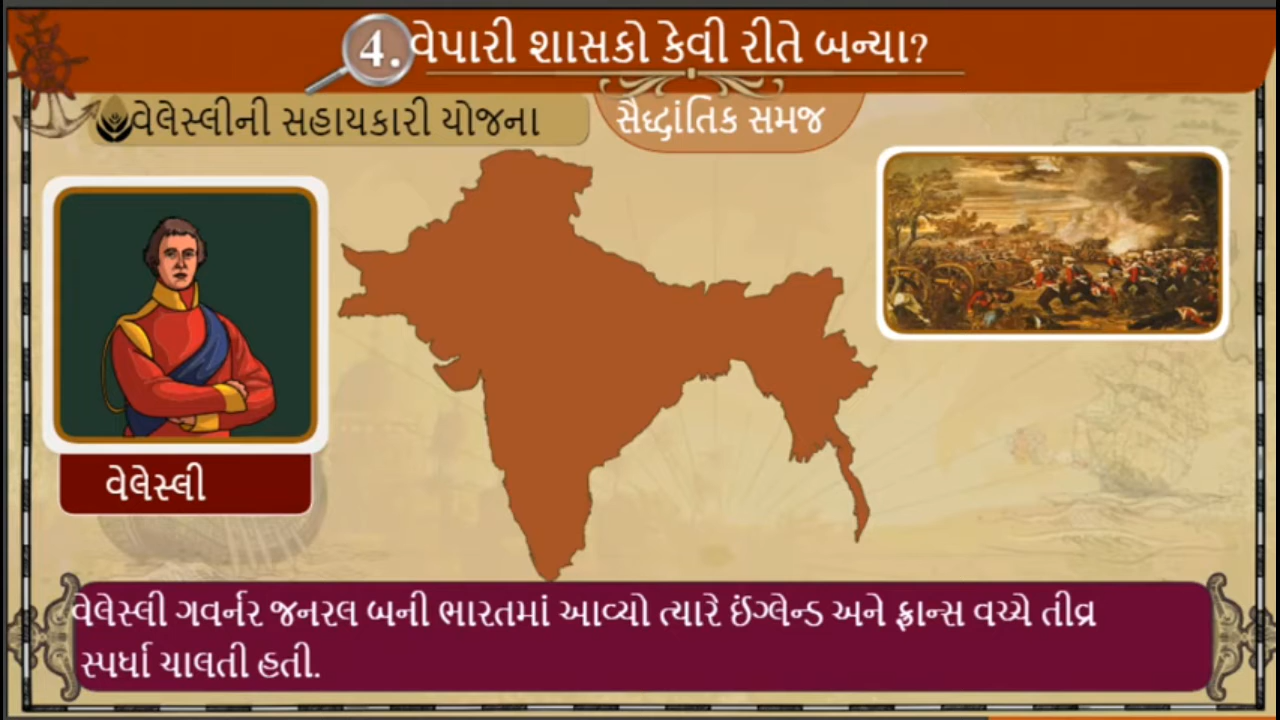 4. વેપારી શાસકો કેવી રીતે બન્યા?
વેલેસ્લીની સહાયકારી યોજના
સૈદ્ધાંતિક સમજ
વેલેસ્લી
વેલેસ્લી ગવર્નર જનરલ બની ભારતમાં આવ્યો ત્યારે ઈંગ્લેન્ડ અને ફ્રાન્સ વચ્ચે તીવ્ર
સ્પર્ધા ચાલતી હતી.